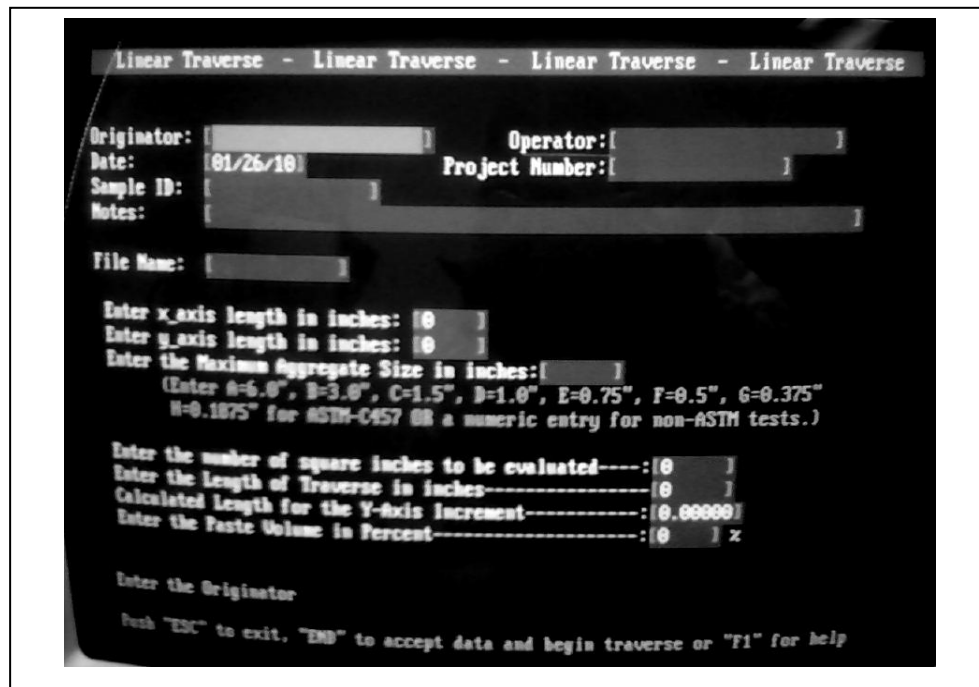 Linear Traverse - Linear Traverse - Linear Traverse - Linear Traverse
Originator: [ ] Operator:[ ]
Date: [01/26/10] Project Number:[ ]
Sample ID: [ ]
Notes: [ ]
File Name: [ ]
Enter x_axis length in inches: [0 ]
Enter y_axis length in inches: [0 ]
Enter the Maximum Aggregate Size in inches:[ ]
(Enter A=6.0", B=3.0", C=1.5", D=1.0", E=0.75", F=0.5", G=0.375"
H=0.1875" for ASTM-C457 OR a numeric entry for non-ASTM tests.)
Enter the number of square inches to be evaluated----:[0 ]
Enter the Length of Traverse in inches-----------------[0 ]
Calculated Length for the Y-Axis Increment-----------:[0.00000]
Enter the Paste Volume in Percent---------------------:[0 ] %
Enter the Originator
Push "ESC" to exit, "END" to accept data and begin traverse or "F1" for help